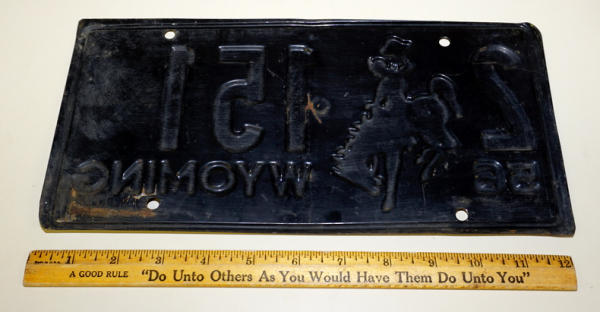 2 151
WYOMING
1 2 3 4 5 6 7 8 9 10 11 12
A GOOD RULE “Do Unto Others As You Would Have Them Do Unto You”